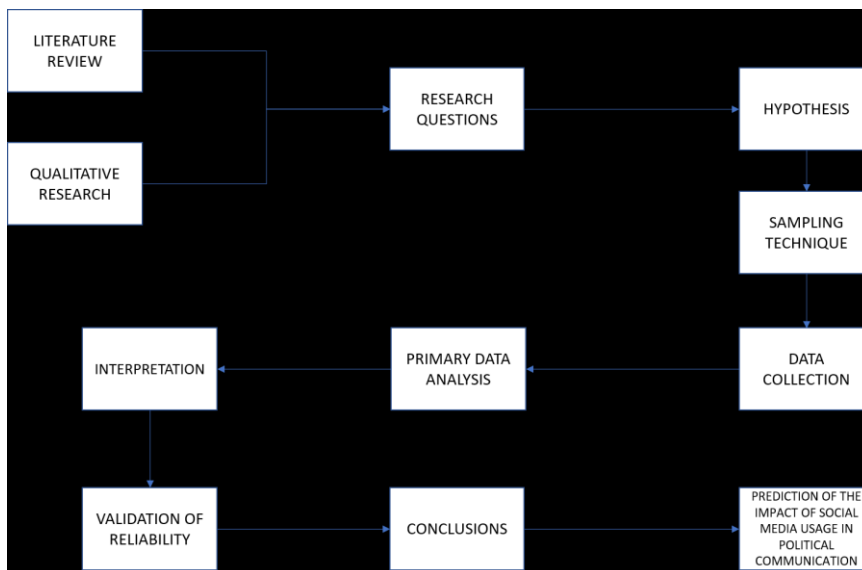 LITERATURE
REVIEW
QUALITATIVE
RESEARCH
RESEARCH
QUESTIONS
HYPOTHESIS
SAMPLING
TECHNIQUE
DATA
COLLECTION
PRIMARY DATA
ANALYSIS
INTERPRETATION
VALIDATION OF
RELIABILITY
CONCLUSIONS
PREDICTION OF THE
IMPACT OF SOCIAL
MEDIA USAGE IN
POLITICAL
COMMUNICATION